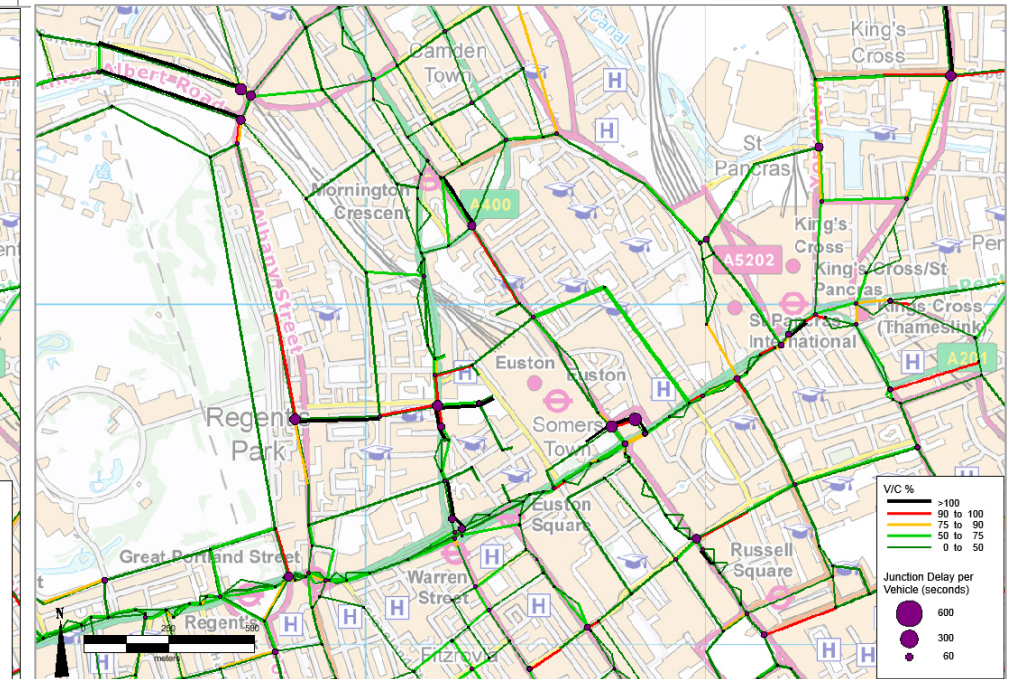 Camden
Town
King's
Cross
H
Albert Road
H
St
Pancras
Mornington
Crescent
A400
Albany Street
King's
Cross
A5202
King's Cross/St
Pancras
Kings Cross
(Thameslink
St Pancras
International
A201
H
H
H
Euston
Euston
Regent
Park
Somers
Town
Euston
Square
Great Portland Street
H
Warren
Street
Russell
Square
H
H
H
H
Regent's
Fitzrovia
H
H
H
N
0 250 500
meters
V/C %
>100
90 to 100
75 to 90
50 to 75
0 to 50
Junction Delay per
Vehicle (seconds)
600
300
60